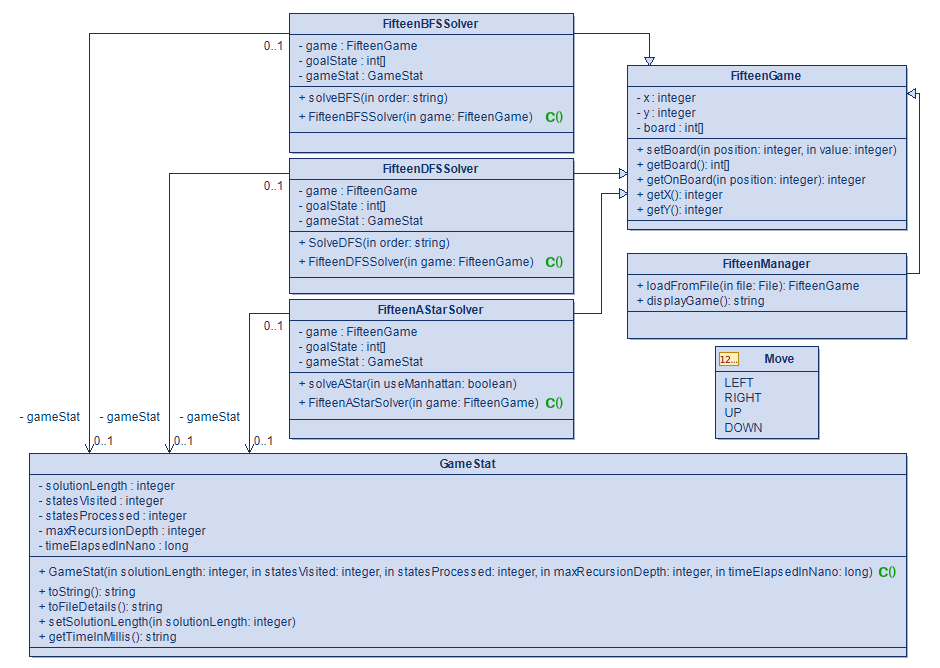 FifteenBFSSolver
0..1
- game : FifteenGame
- goalState : int[]
- gameStat : GameStat
+ solveBFS(in order: string)
+ FifteenBFSSolver(in game: FifteenGame) C()
FifteenGame
- x : integer
- y : integer
- board : int[]
+ setBoard(in position: integer, in value: integer)
+ getBoard(): int[]
+ getOnBoard(in position: integer): integer
+ getX(): integer
+ getY(): integer
FifteenDFSSolver
0..1
- game : FifteenGame
- goalState : int[]
- gameStat : GameStat
+ SolveDFS(in order: string)
+ FifteenDFSSolver(in game: FifteenGame) C()
FifteenManager
+ loadFromFile(in file: File): FifteenGame
+ displayGame(): string
FifteenAStarSolver
0..1
- game : FifteenGame
- goalState : int[]
- gameStat : GameStat
+ solveAStar(in useManhattan: boolean)
+ FifteenAStarSolver(in game: FifteenGame) C()
12... Move
LEFT
RIGHT
UP
DOWN
- gameStat - gameStat - gameStat
0..1 0..1 0..1
GameStat
- solutionLength : integer
- statesVisited : integer
- statesProcessed : integer
- maxRecursionDepth : integer
- timeElapsedInNano : long
+ GameStat(in solutionLength: integer, in statesVisited: integer, in statesProcessed: integer, in maxRecursionDepth: integer, in timeElapsedInNano: long) C()
+ toString(): string
+ toFileDetails(): string
+ setSolutionLength(in solutionLength: integer)
+ getTimeInMillis(): string